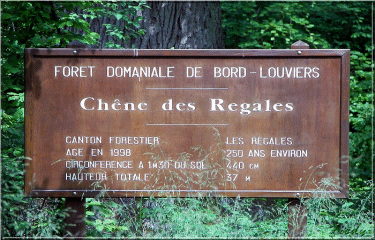 FORET DOMANIALE DE BORD-LOUVIERS
Chêne des Regales
CANTON FORESTIER LES REGALES
AGE EN 1998 250 ANS ENVIRON
CIRCONFERENCE A 1M30 DU SOL 440 CM
HAUTEUR TOTALE 37 M